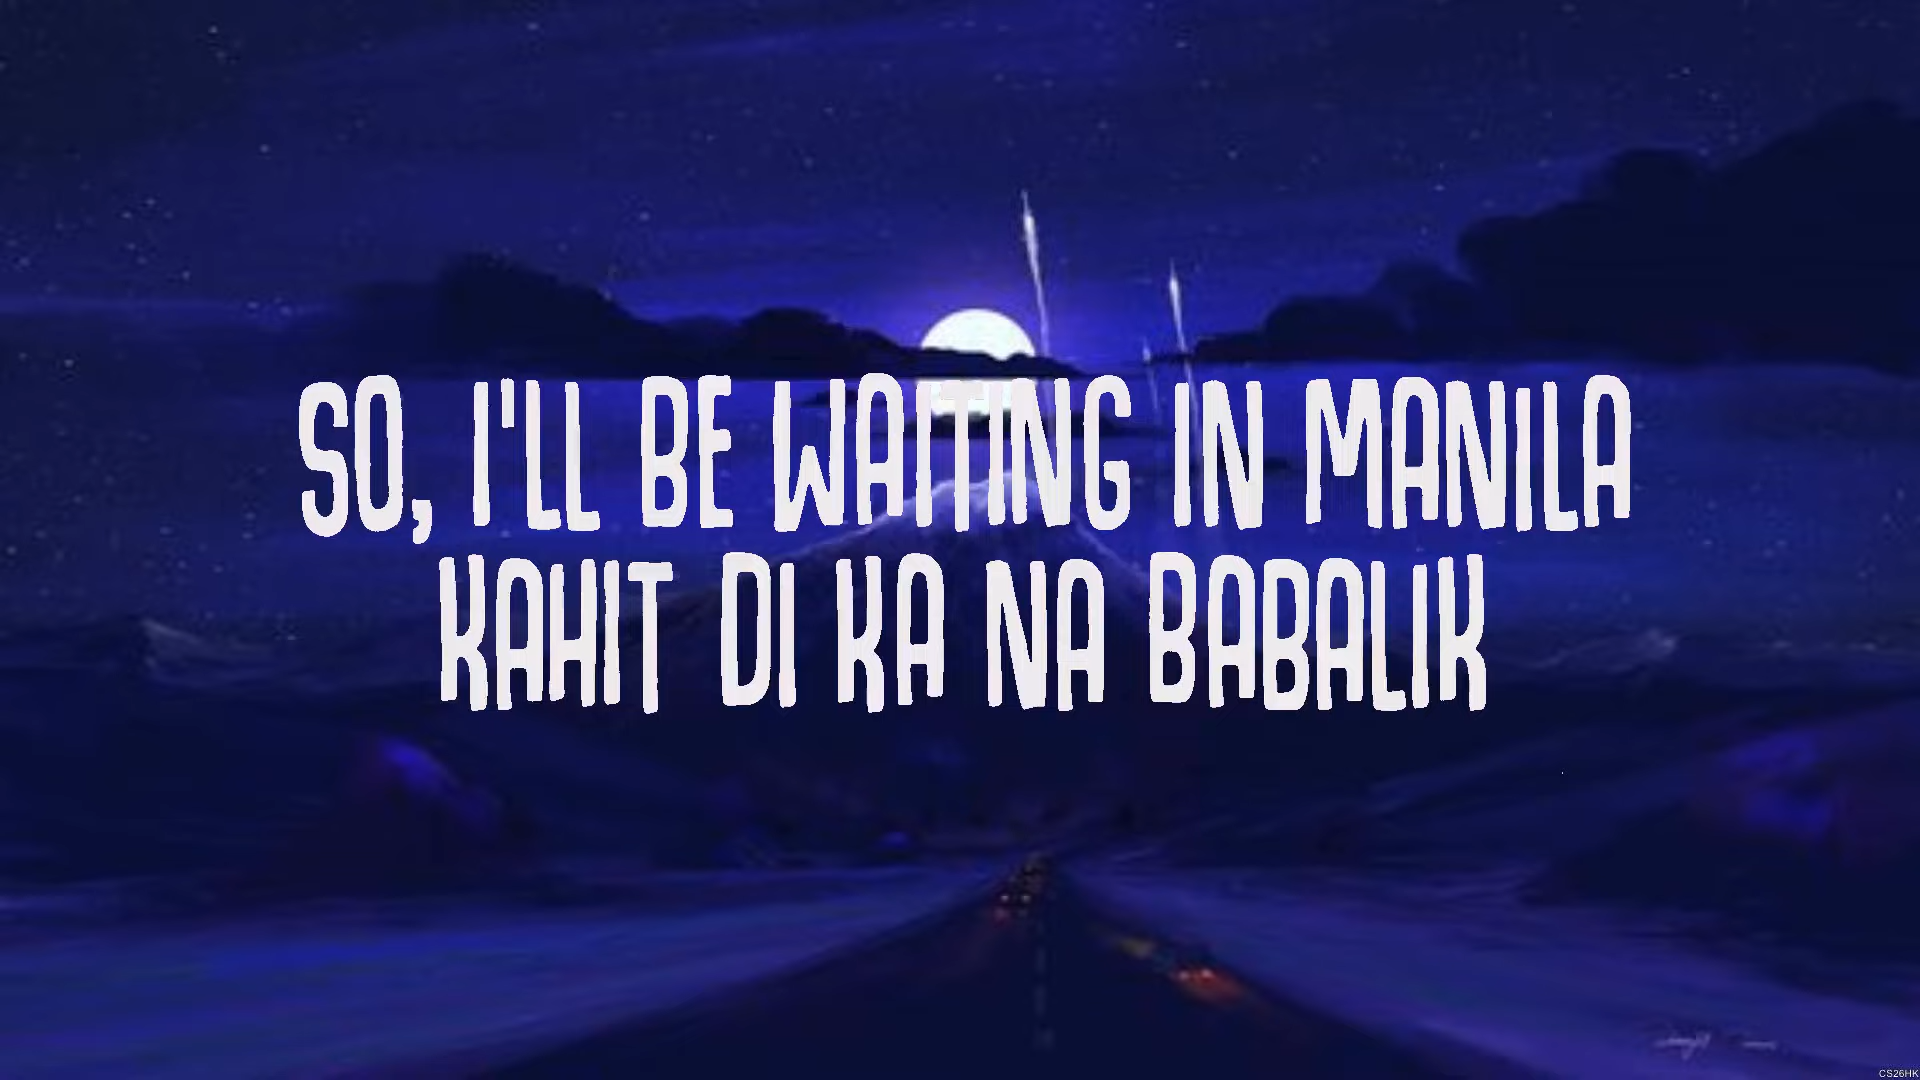 SO, I'LL BE WAITING IN MANILA
KAHIT DI KA NA BABALIK
CS26HK